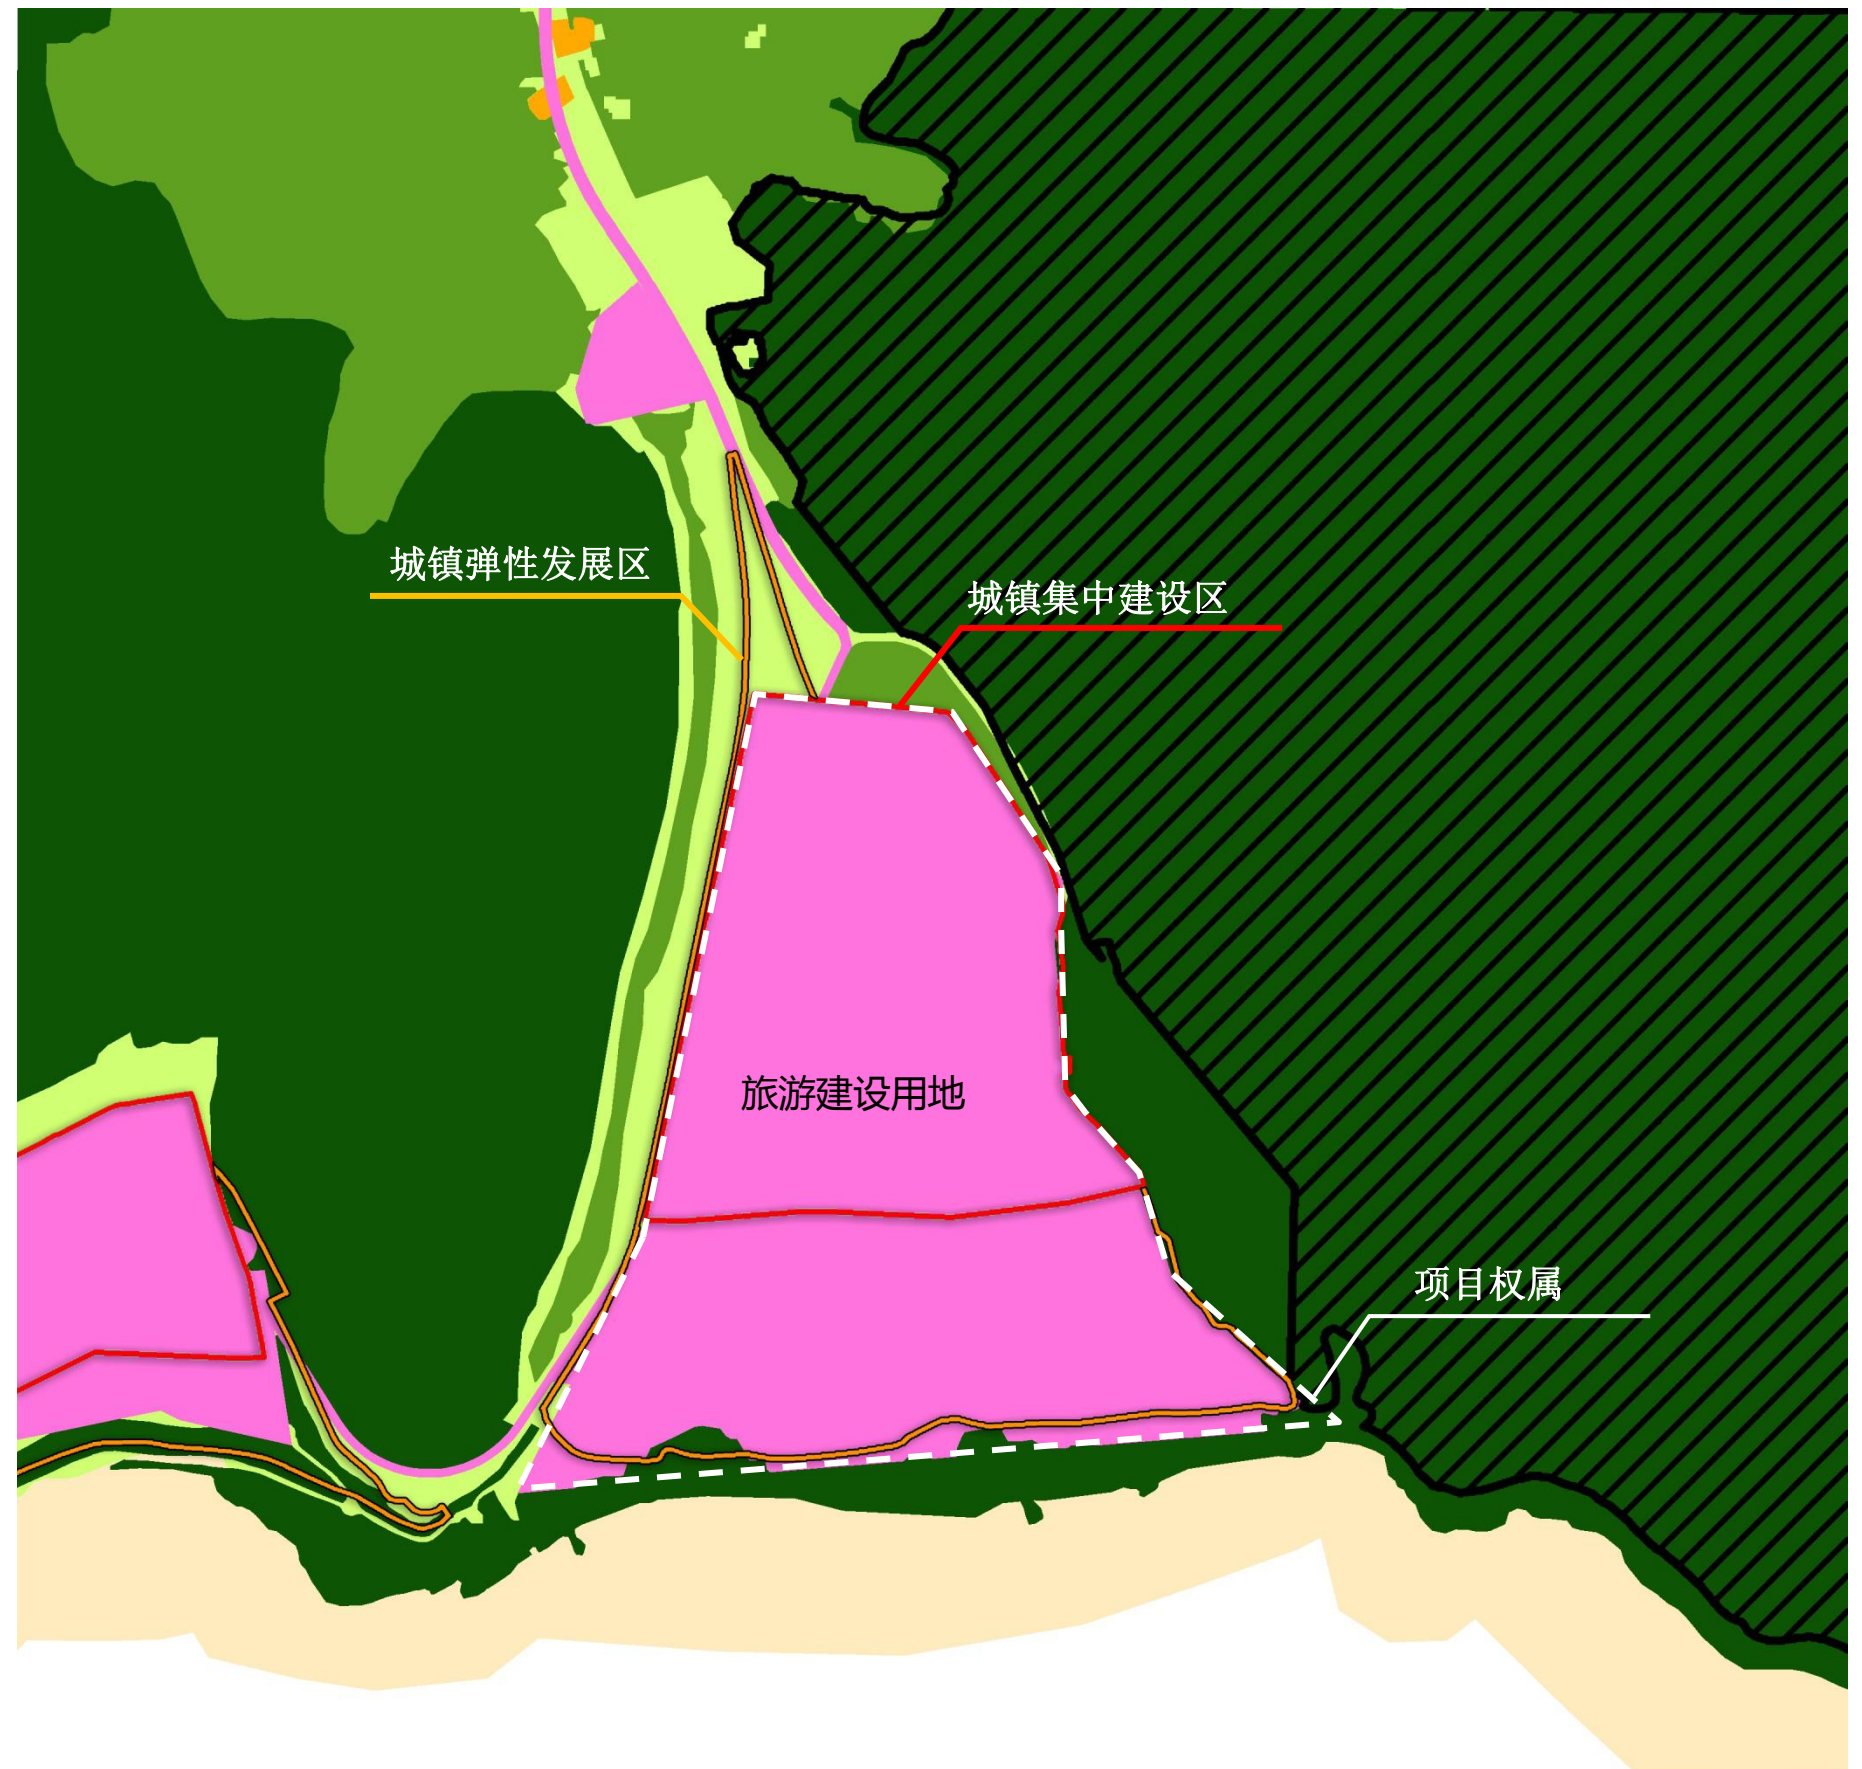 城镇弹性发展区
城镇集中建设区
旅游建设用地
项目权属